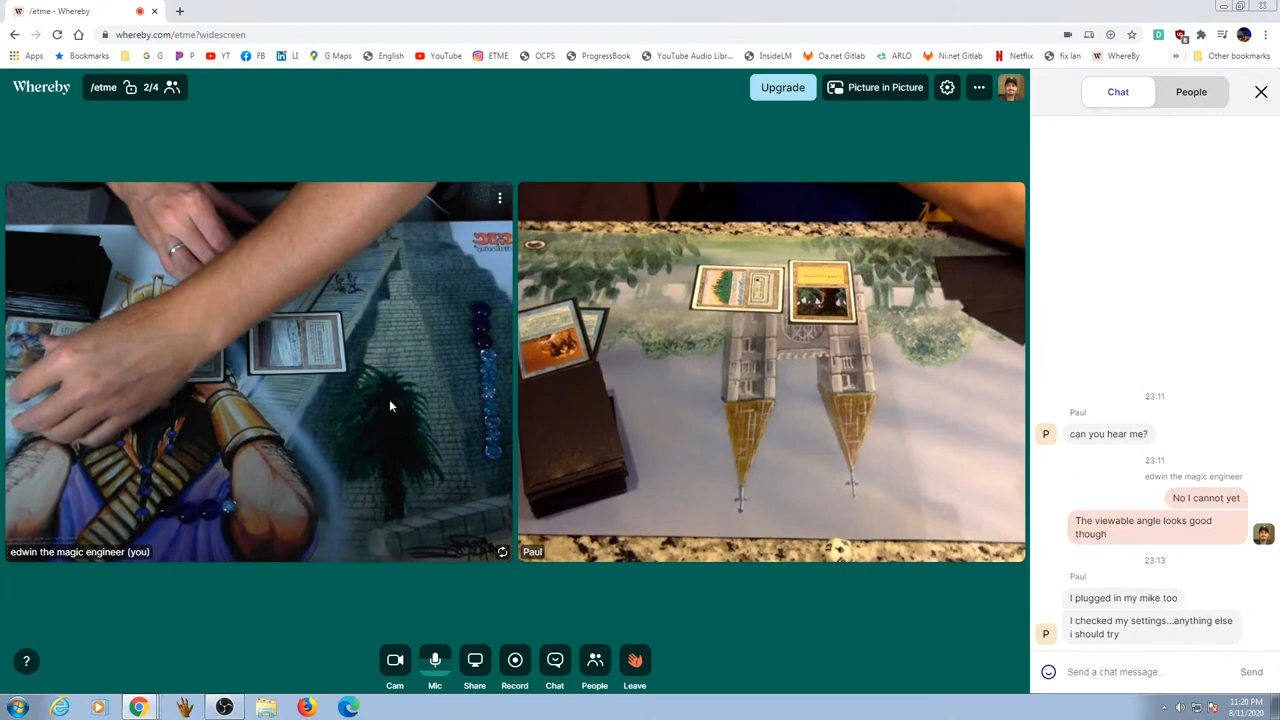 /etme - Whereby
whereby.com/etme?widescreen
Apps
Bookmarks
G
G
P
YT
FB
LI
G Maps
English
YouTube
ETME
OCPS
ProgressBook
YouTube Audio Libr...
InsideLM
Oa.net Gitlab
ARLO
Ni.net Gitlab
Netflix
fix lan
WhereBy
»
Other bookmarks
Whereby
/etme
2/4
Upgrade
Picture in Picture
Chat
People
23:11
Paul
P
can you hear me?
23:11
edwin the magic engineer
No I cannot yet
The viewable angle looks good
though
23:13
Paul
I plugged in my mike too
P
I checked my settings...anything else
i should try
edwin the magic engineer (you)
Paul
?
Cam
Mic
Share
Record
Chat
People
Leave
Send a chat message...
Send
11:20 PM
8/11/2020